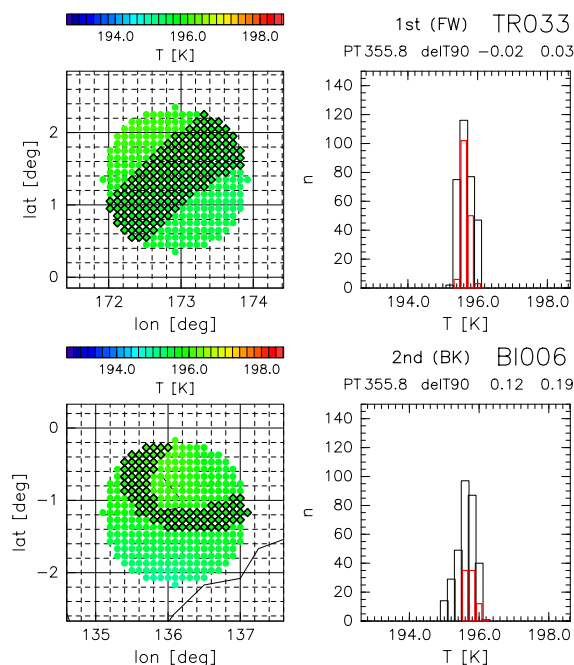 1st (FW) TR033
194.0 196.0 198.0
T [K]
PT 355.8 delT90 −0.02 0.03
lat [deg]
2
1
0
172 173 174
lon [deg]
n
140
120
100
80
60
40
20
0
194.0 196.0 198.0
T [K]
2nd (BK) BI006
194.0 196.0 198.0
T [K]
PT 355.8 delT90 0.12 0.19
lat [deg]
0
−1
−2
135 136 137
lon [deg]
n
140
120
100
80
60
40
20
0
194.0 196.0 198.0
T [K]